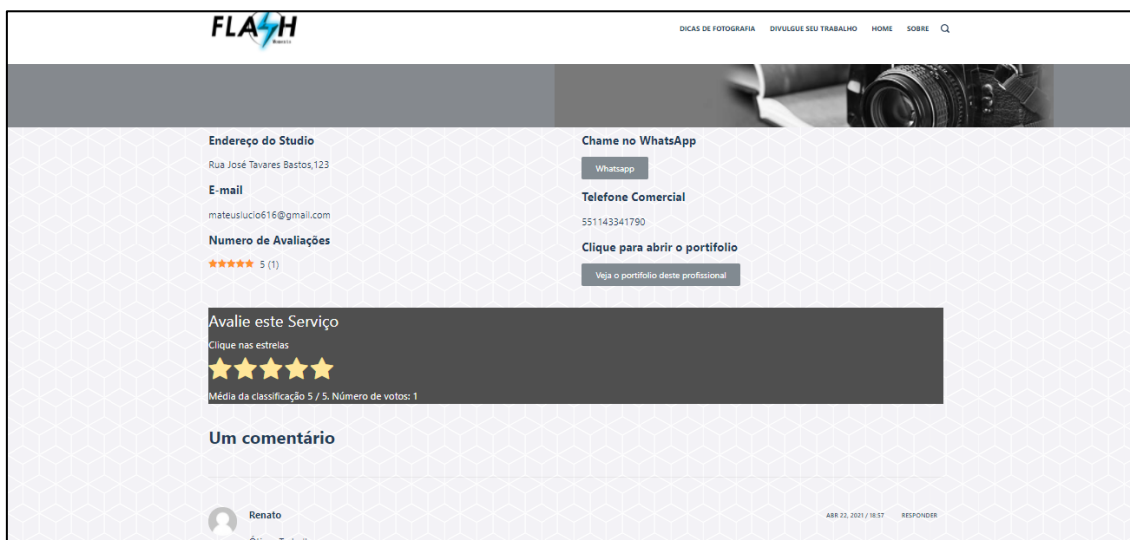 FLASH
DICAS DE FOTOGRAFIA DIVULGUE SEU TRABALHO HOME SOBRE
Endereço do Studio
Rua José Tavares Bastos,123
E-mail
mateuslucio616@gmail.com
Numero de Avaliações
5 (1)
Chame no WhatsApp
Whatsapp
Telefone Comercial
551143341790
Clique para abrir o portifolio
Veja o portifolio deste profissional
Avalie este Serviço
Clique nas estrelas
Média da classificação 5 / 5. Número de votos: 1
Um comentário
Renato
ABR 22, 2021 / 18:57 RESPONDER